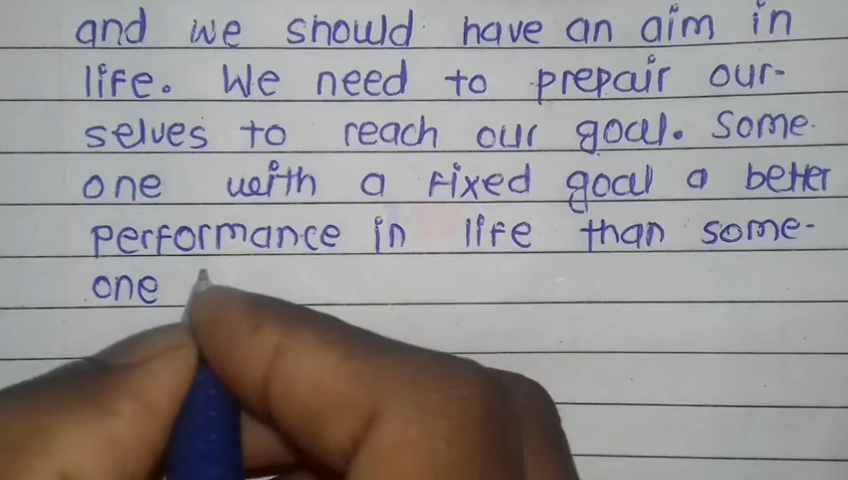 and we should have an aim in
life. We need to prepair our-
selves to reach our goal. Some
one with a fixed goal a better
performance in life than some-
one